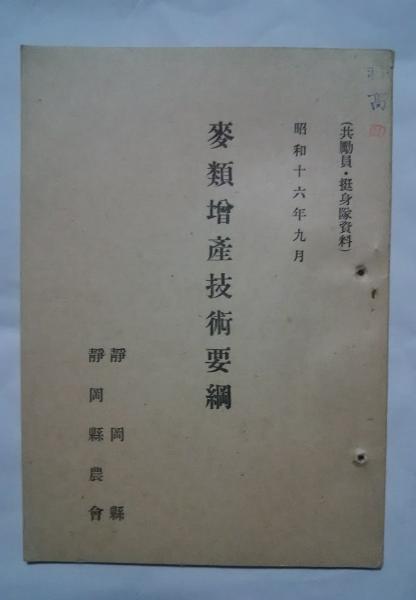 (共勵員・挺身隊資料)
昭和十六年九月
麥類增產技術要綱
靜岡縣
靜岡縣農會